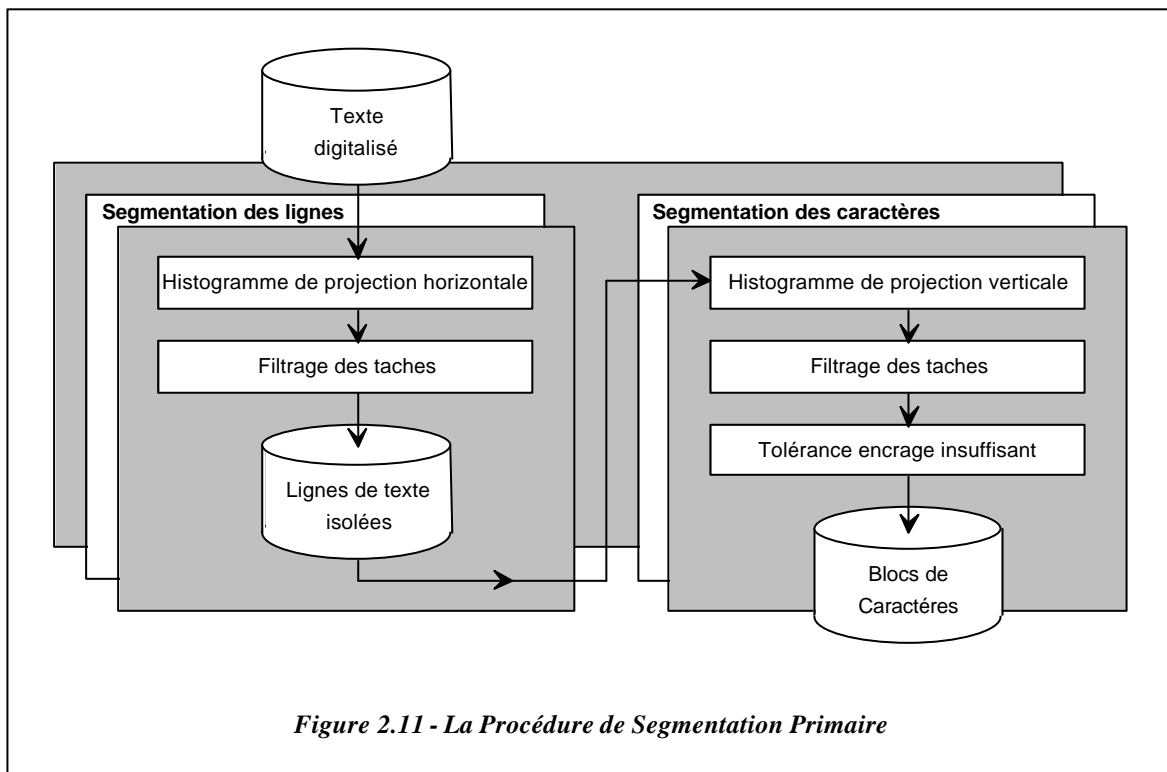 Texte
digitalisé
Segmentation des lignes
Histogramme de projection horizontale
Filtrage des taches
Lignes de texte
isolées
Segmentation des caractères
Histogramme de projection verticale
Filtrage des taches
Tolérance encrage insuffisant
Blocs de
Caractéres
Figure 2.11 - La Procédure de Segmentation Primaire